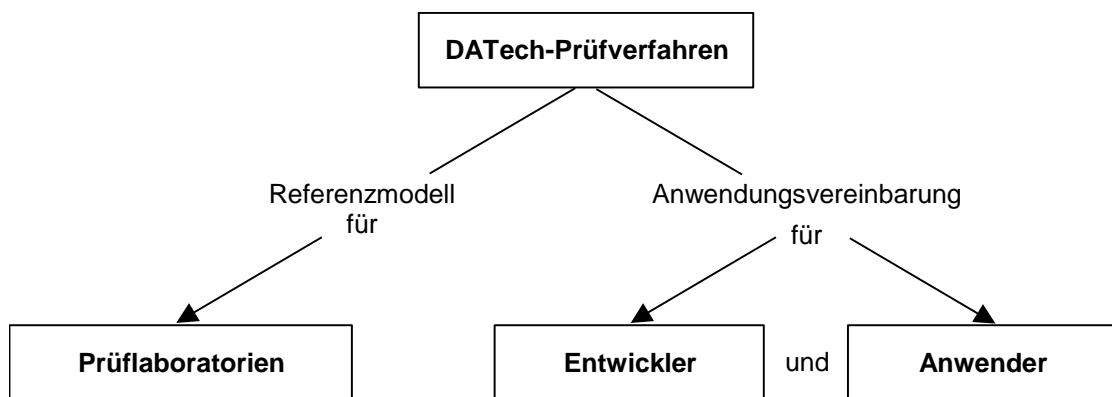 DATech-Prüfverfahren
Referenzmodell
für
Anwendungsvereinbarung
für
Prüflaboratorien
Entwickler
und
Anwender